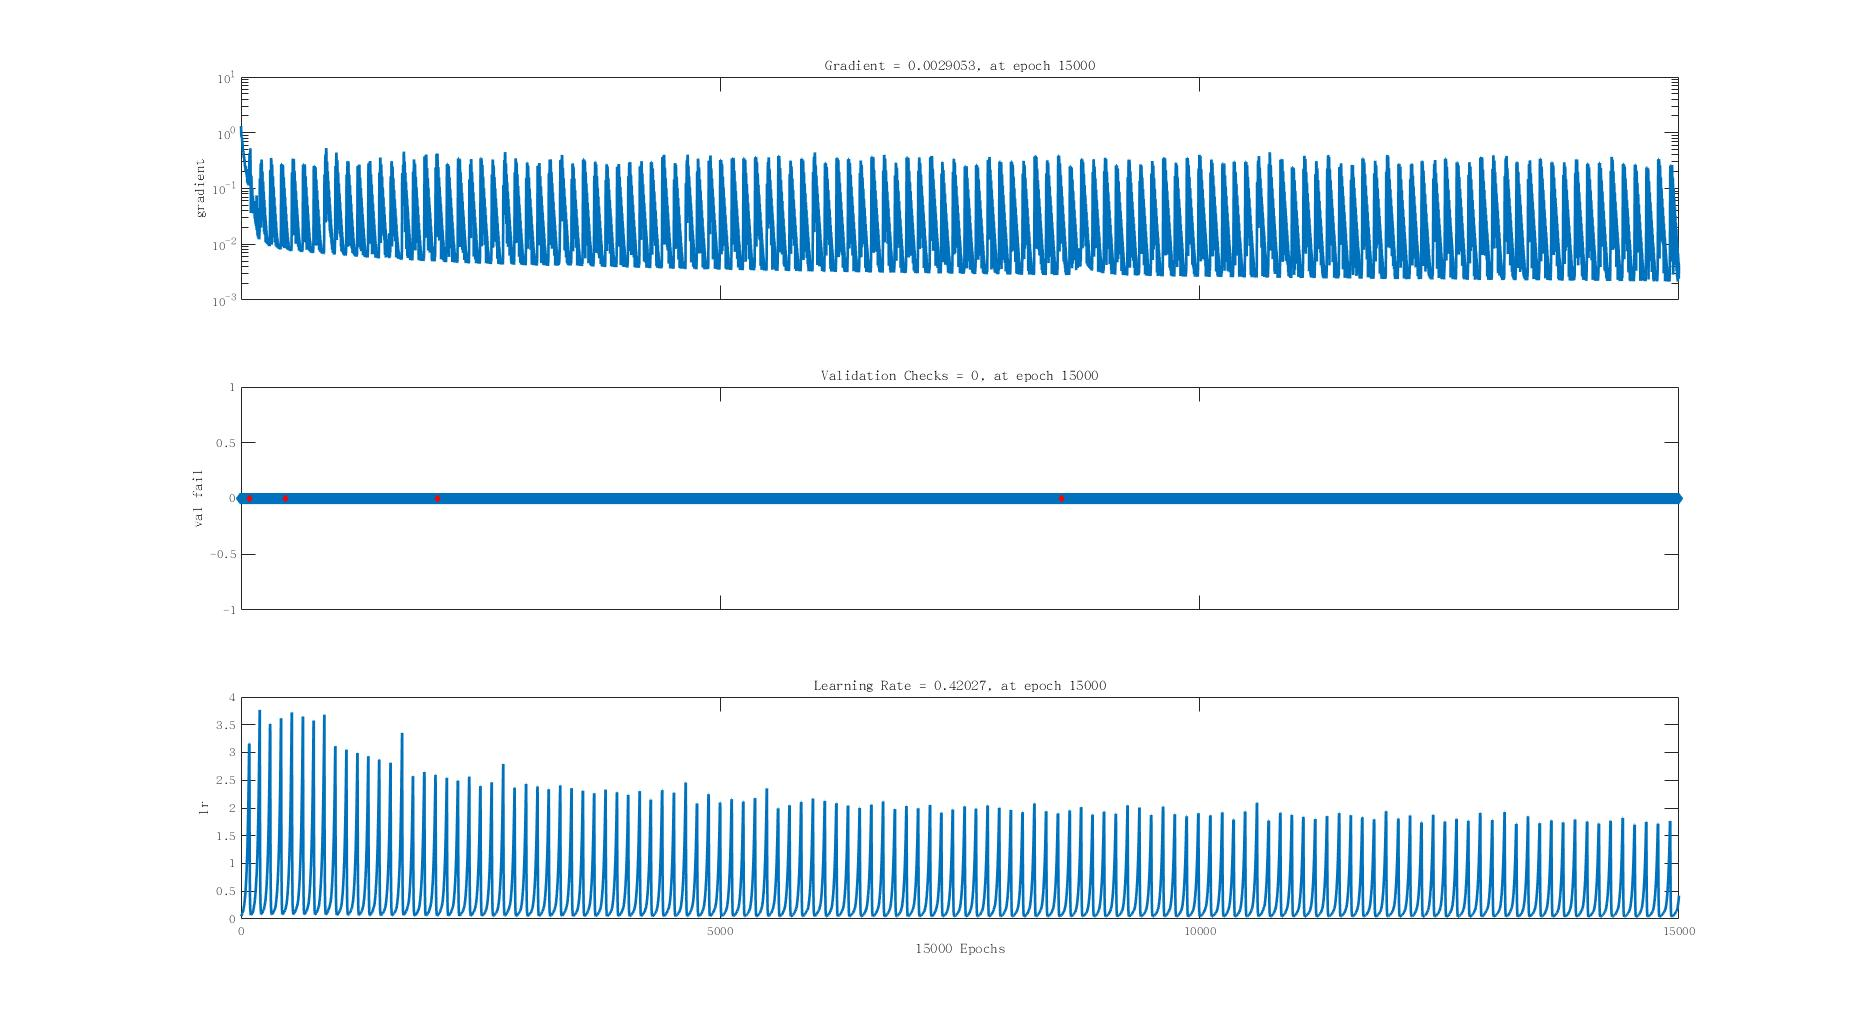 Gradient = 0.0029053, at epoch 15000
10^1
10^0
10^-1
10^-2
10^-3
gradient
Validation Checks = 0, at epoch 15000
1
0.5
0
-0.5
-1
val fail
Learning Rate = 0.42027, at epoch 15000
4
3.5
3
2.5
2
1.5
1
0.5
0
lr
0 5000 10000 15000
15000 Epochs